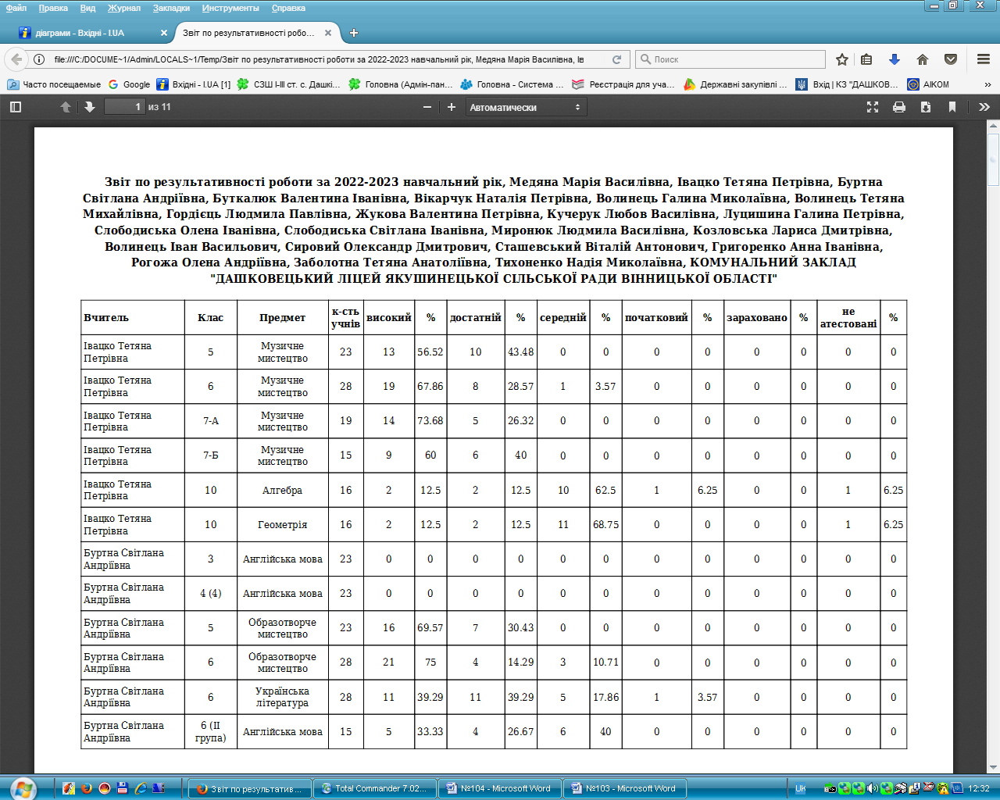 Файл Правка Вид Журнал Закладки Инструменты Справка
діаграми - Вхідні - I.UA
Звіт по результативності робо...
file:///C:/DOCUME~1/Admin/LOCALS~1/Temp/Звіт по результативності роботи за 2022-2023 навчальний рік, Медяна Марія Василівна, Ів
Поиск
Часто посещаемые Google Вхідні - I.UA [1] СЗШ І-ІІІ ст. с. Дашкі... Головна (Адмін-пан... Головна - Система ... Реєстрація для уча... Державні закупівлі ... Вхід | КЗ "ДАШКОВ... АІКОМ
1 из 11 Автоматически
Звіт по результативності роботи за 2022-2023 навчальний рік, Медяна Марія Василівна, Івацко Тетяна Петрівна, Буртна
Світлана Андріївна, Буткалюк Валентина Іванівна, Вікарчук Наталія Петрівна, Волинець Галина Миколаївна, Волинець Тетяна
Михайлівна, Гордієць Людмила Павлівна, Жукова Валентина Петрівна, Кучерук Любов Василівна, Луцишина Галина Петрівна,
Слободиська Олена Іванівна, Слободиська Світлана Іванівна, Миронюк Людмила Василівна, Козловська Лариса Дмитрівна,
Волинець Іван Васильович, Сировий Олександр Дмитрович, Сташевський Віталій Антонович, Григоренко Анна Іванівна,
Рогожа Олена Андріївна, Заболотна Тетяна Анатоліївна, Тихоненко Надія Миколаївна, КОМУНАЛЬНИЙ ЗАКЛАД
"ДАШКОВЕЦЬКИЙ ЛІЦЕЙ ЯКУШИНЕЦЬКОЇ СІЛЬСЬКОЇ РАДИ ВІННИЦЬКОЇ ОБЛАСТІ"
Вчитель Клас Предмет к-сть учнів високий % достатній % середній % початковий % зараховано % не атестовані %
Івацко Тетяна Петрівна 5 Музичне мистецтво 23 13 56.52 10 43.48 0 0 0 0 0 0 0 0
Івацко Тетяна Петрівна 6 Музичне мистецтво 28 19 67.86 8 28.57 1 3.57 0 0 0 0 0 0
Івацко Тетяна Петрівна 7-А Музичне мистецтво 19 14 73.68 5 26.32 0 0 0 0 0 0 0 0
Івацко Тетяна Петрівна 7-Б Музичне мистецтво 15 9 60 6 40 0 0 0 0 0 0 0 0
Івацко Тетяна Петрівна 10 Алгебра 16 2 12.5 2 12.5 10 62.5 1 6.25 0 0 1 6.25
Івацко Тетяна Петрівна 10 Геометрія 16 2 12.5 2 12.5 11 68.75 0 0 0 0 1 6.25
Буртна Світлана Андріївна 3 Англійська мова 23 0 0 0 0 0 0 0 0 0 0 0 0
Буртна Світлана Андріївна 4 (4) Англійська мова 23 0 0 0 0 0 0 0 0 0 0 0 0
Буртна Світлана Андріївна 5 Образотворче мистецтво 23 16 69.57 7 30.43 0 0 0 0 0 0 0 0
Буртна Світлана Андріївна 6 Образотворче мистецтво 28 21 75 4 14.29 3 10.71 0 0 0 0 0 0
Буртна Світлана Андріївна 6 Українська література 28 11 39.29 11 39.29 5 17.86 1 3.57 0 0 0 0
Буртна Світлана Андріївна 6 (ІІ група) Англійська мова 15 5 33.33 4 26.67 6 40 0 0 0 0 0 0
Звіт по результатив... Total Commander 7.02... №104 - Microsoft Word №103 - Microsoft Word Uk 12:32